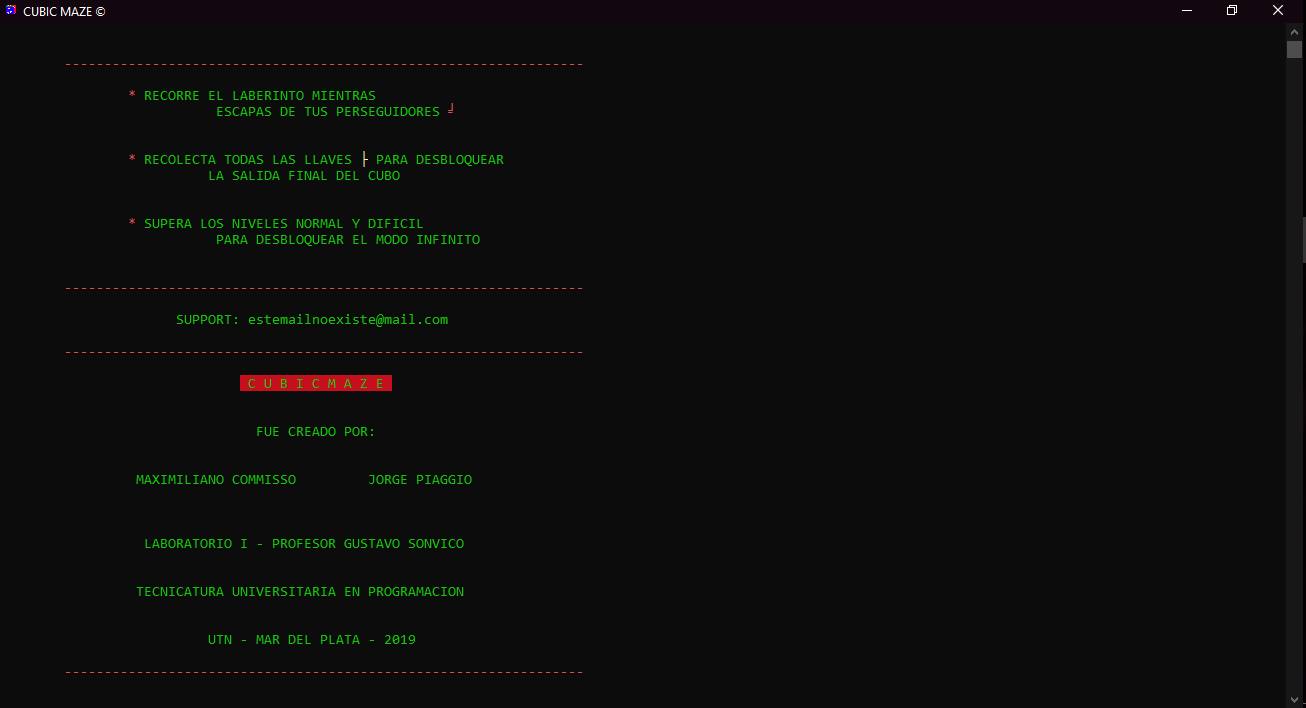 CUBIC MAZE ©
-----------------------------------------------------------------
* RECORRE EL LABERINTO MIENTRAS
ESCAPAS DE TUS PERSEGUIDORES ╛
* RECOLECTA TODAS LAS LLAVES ├ PARA DESBLOQUEAR
LA SALIDA FINAL DEL CUBO
* SUPERA LOS NIVELES NORMAL Y DIFICIL
PARA DESBLOQUEAR EL MODO INFINITO
-----------------------------------------------------------------
SUPPORT: estemailnoexiste@mail.com
-----------------------------------------------------------------
C U B I C M A Z E
FUE CREADO POR:
MAXIMILIANO COMMISSO JORGE PIAGGIO
LABORATORIO I - PROFESOR GUSTAVO SONVICO
TECNICATURA UNIVERSITARIA EN PROGRAMACION
UTN - MAR DEL PLATA - 2019
-----------------------------------------------------------------